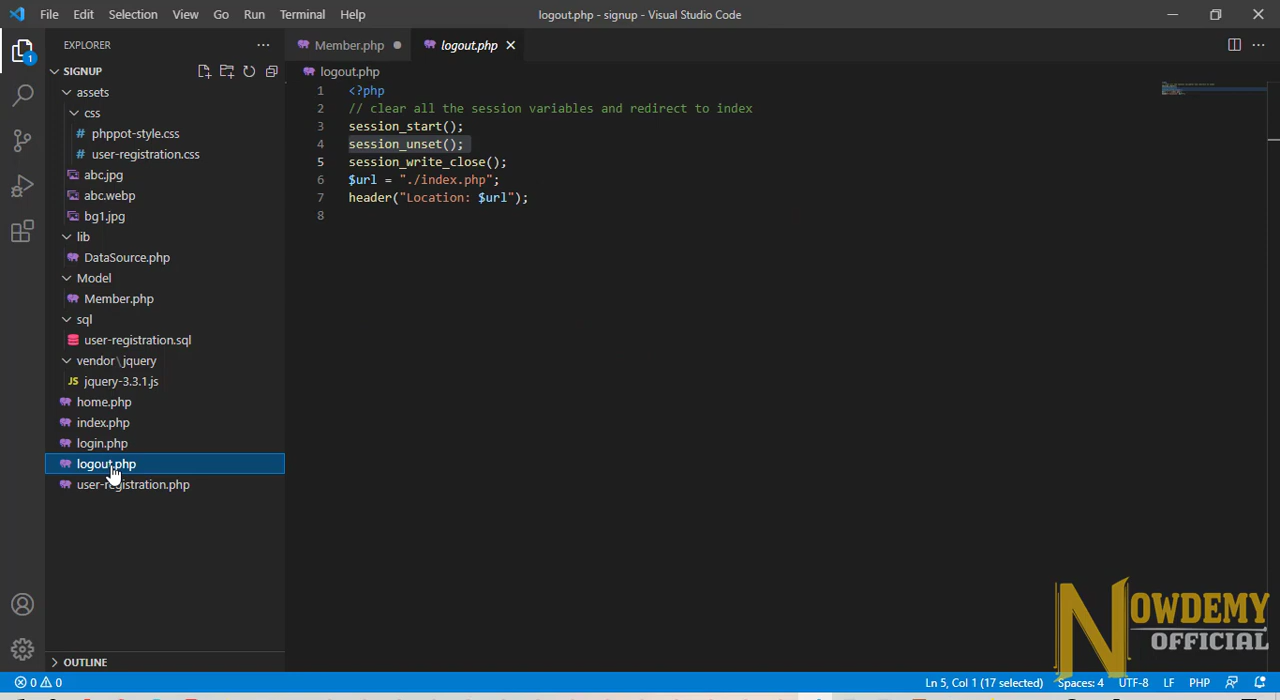 File Edit Selection View Go Run Terminal Help
logout.php - signup - Visual Studio Code
1
EXPLORER
SIGNUP
assets
css
# phppot-style.css
# user-registration.css
abc.jpg
abc.webp
bg1.jpg
lib
DataSource.php
Model
Member.php
sql
user-registration.sql
vendor\jquery
JS jquery-3.3.1.js
home.php
index.php
login.php
logout.php
user-registration.php
OUTLINE
Member.php logout.php
logout.php
1 <?php
2 // clear all the session variables and redirect to index
3 session_start();
4 session_unset();
5 session_write_close();
6 $url = "./index.php";
7 header("Location: $url");
8
NOWDEMY
OFFICIAL
0 0 Ln 5, Col 1 (17 selected) Spaces: 4 UTF-8 LF PHP